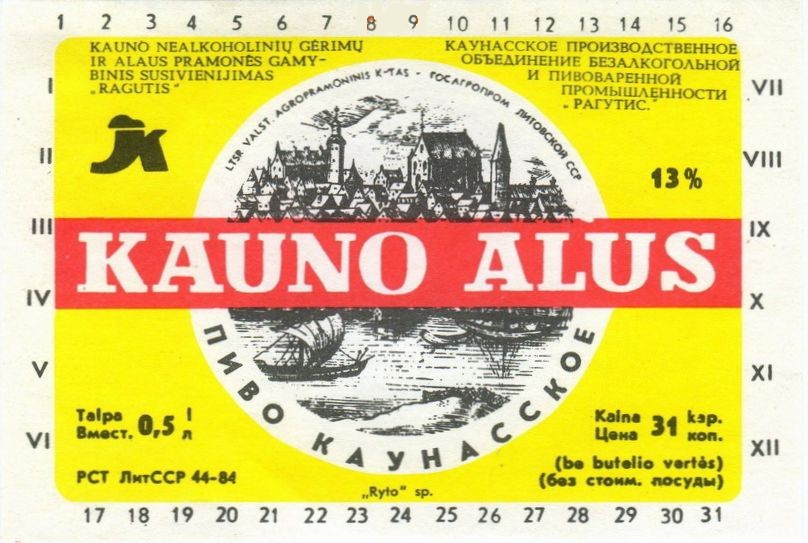 1 2 3 4 5 6 7 8 9 10 11 12 13 14 15 16
KAUNO NEALKOHOLINIŲ GĖRIMŲ
IR ALAUS PRAMONĖS GAMY-
BINIS SUSIVIENIJIMAS
„RAGUTIS"
КАУНАССКОЕ ПРОИЗВОДСТВЕННОЕ
ОБЪЕДИНЕНИЕ БЕЗАЛКОГОЛЬНОЙ
И ПИВОВАРЕННОЙ
ПРОМЫШЛЕННОСТИ
„РАГУТИС."
LTSR VALST. AGROPRAMONINIS K-TAS - ГОСАГРОПРОМ ЛИТОВСКОЙ ССР
I
II
III
IV
V
VI
VII
VIII
IX
X
XI
XII
JK
13%
KAUNO ALUS
ПИВО КАУНАССКОЕ
Talpa 0,5 l
Вмест. л
РСТ ЛитССР 44-84
Kaina 31 kap.
Цена коп.
(be butelio vertės)
(без стоим. посуды)
„Ryto" sp.
17 18 19 20 21 22 23 24 25 26 27 28 29 30 31